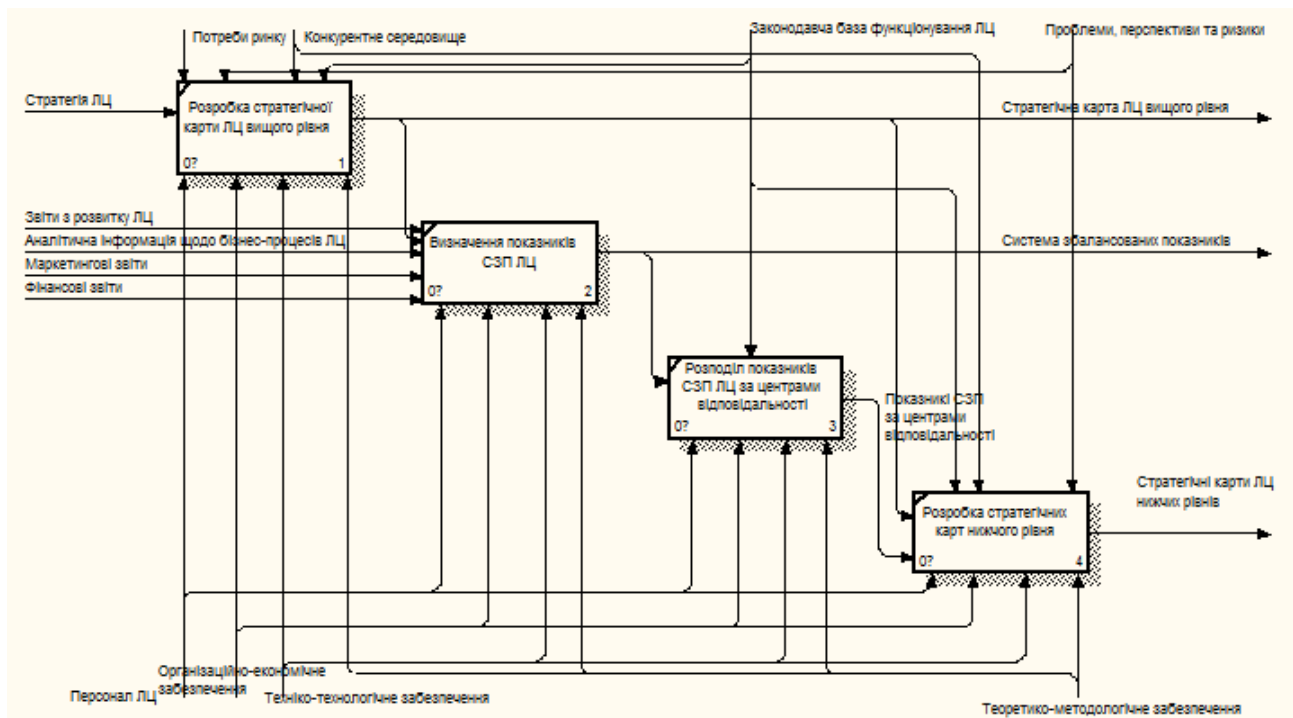 Потреби ринку
Конкурентне середовище
Законодавча база функціонування ЛЦ
Проблеми, перспективи та ризики
Стратегія ЛЦ
Розробка стратегічної
карти ЛЦ вищого рівня
0?
1
Стратегічна карта ЛЦ вищого рівня
Звіти з розвитку ЛЦ
Аналітична інформація щодо бізнес-процесів ЛЦ
Маркетингові звіти
Фінансові звіти
Визначення показників
СЗП ЛЦ
0?
2
Система збалансованих показників
Розподіл показників
СЗП ЛЦ за центрами
відповідальності
0?
3
Показникі СЗП
за центрами
відповідальності
Розробка стратегічних
карт нижчого рівня
0?
4
Стратегічні карти ЛЦ
нижчих рівнів
Організаційно-економічне
забезпечення
Персонал ЛЦ
Техніко-технологічне забезпечення
Теоретико-методологічне забезпечення